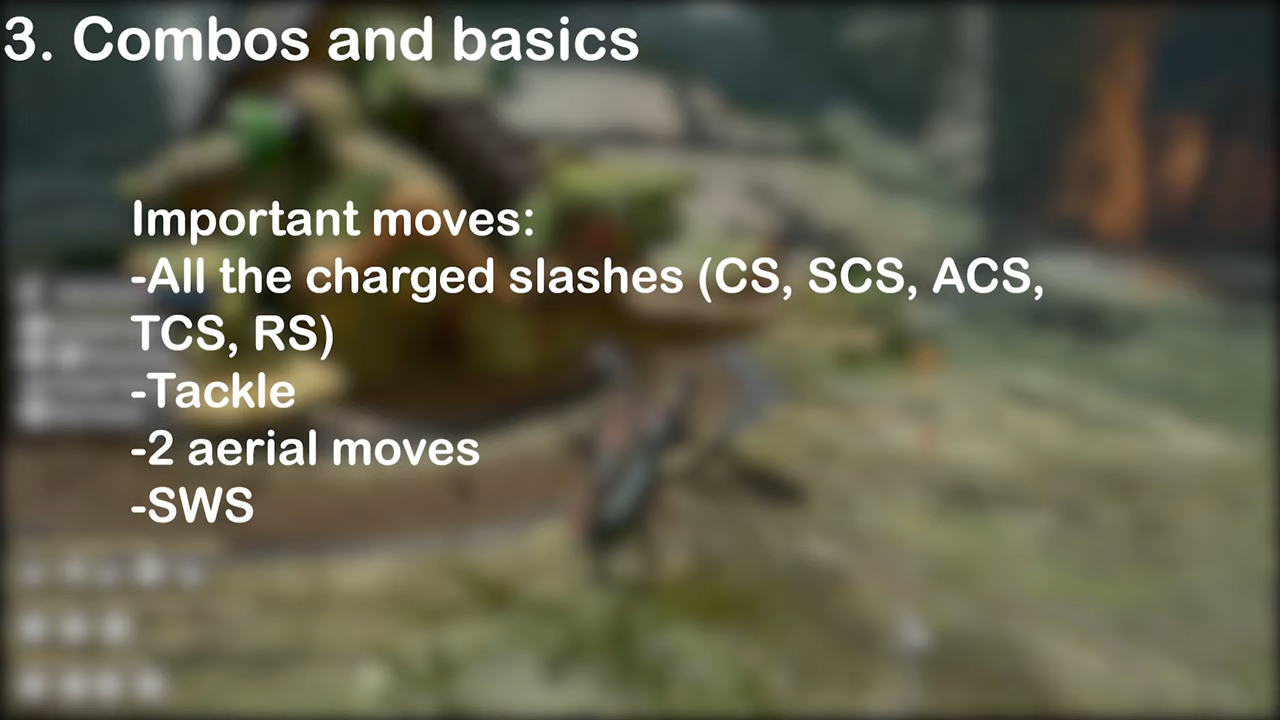 3. Combos and basics
Important moves:
-All the charged slashes (CS, SCS, ACS,
TCS, RS)
-Tackle
-2 aerial moves
-SWS